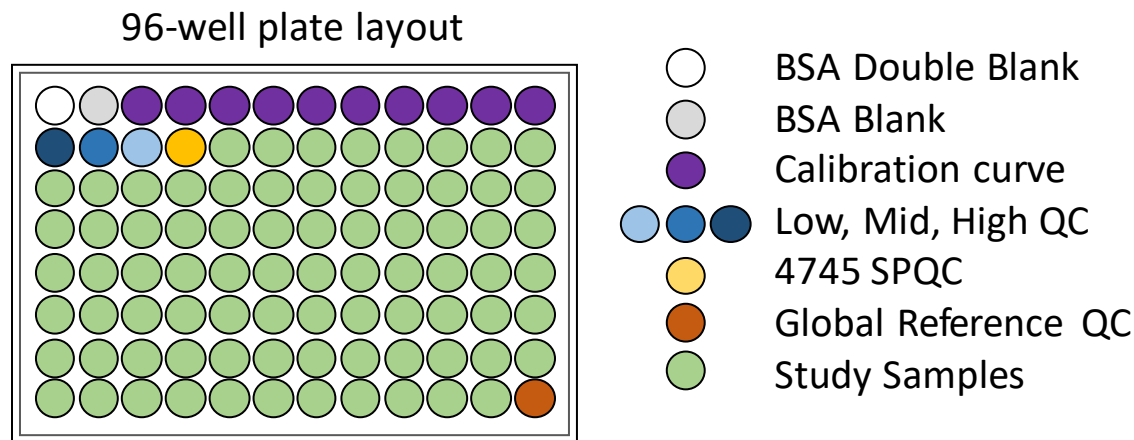 96-well plate layout
BSA Double Blank
BSA Blank
Calibration curve
Low, Mid, High QC
4745 SPQC
Global Reference QC
Study Samples